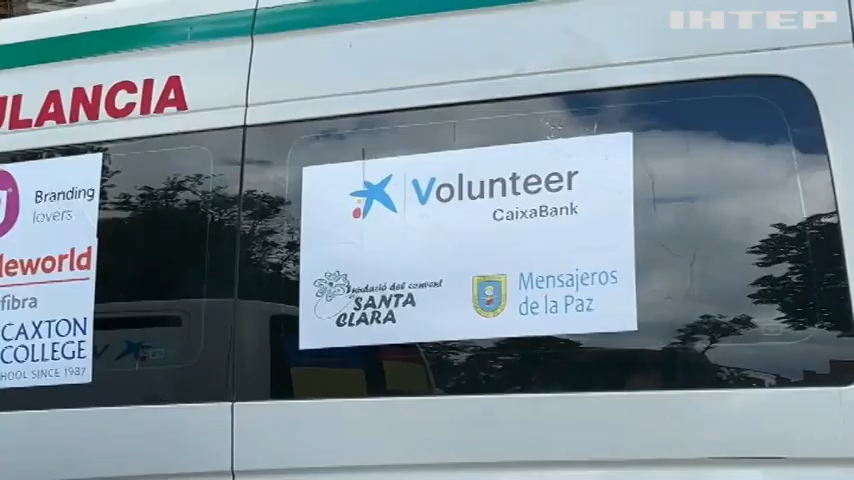 ІНТЕР
ULANCIA
Branding
lovers
leworld
fibra
CAXTON
COLLEGE
SCHOOL SINCE 1987
Volunteer
CaixaBank
Fundació del convent
SANTA
CLARA
Mensajeros
de la Paz